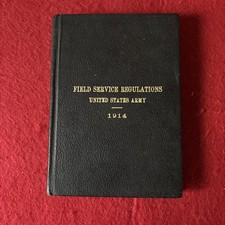 FIELD SERVICE REGULATIONS
UNITED STATES ARMY
1914